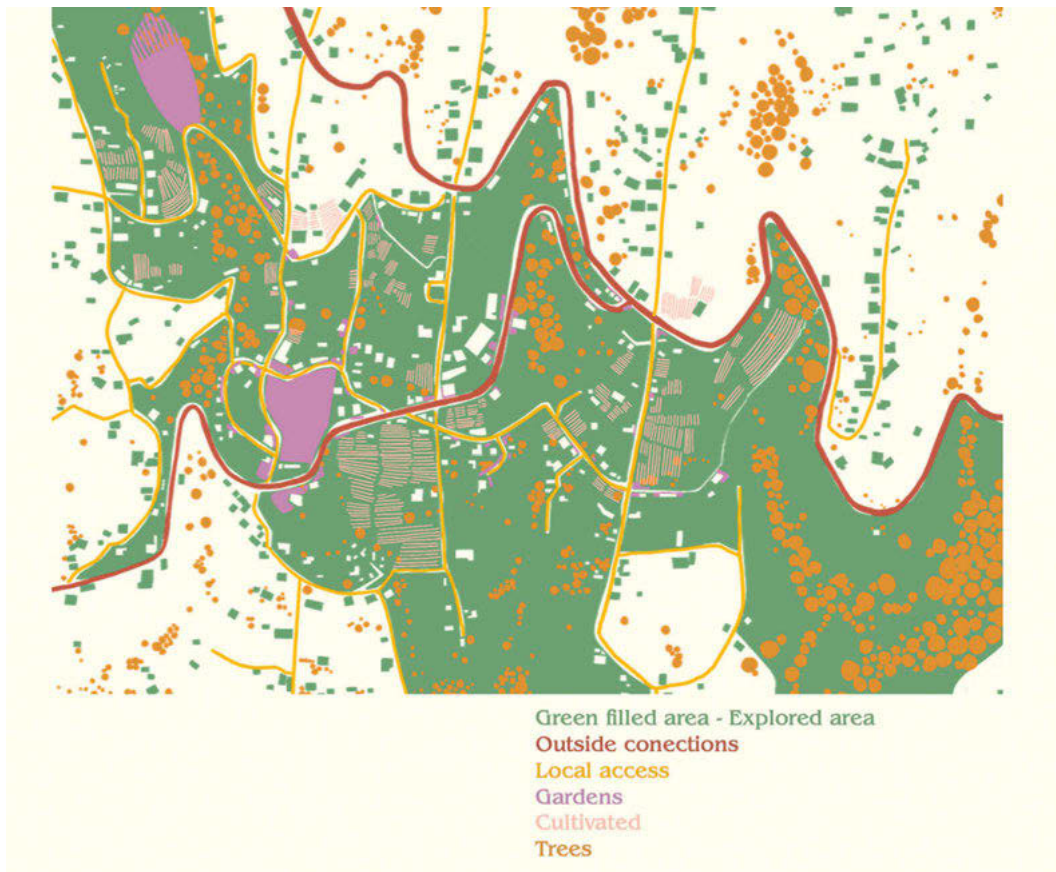 Green filled area - Explored area
Outside conections
Local access
Gardens
Cultivated
Trees